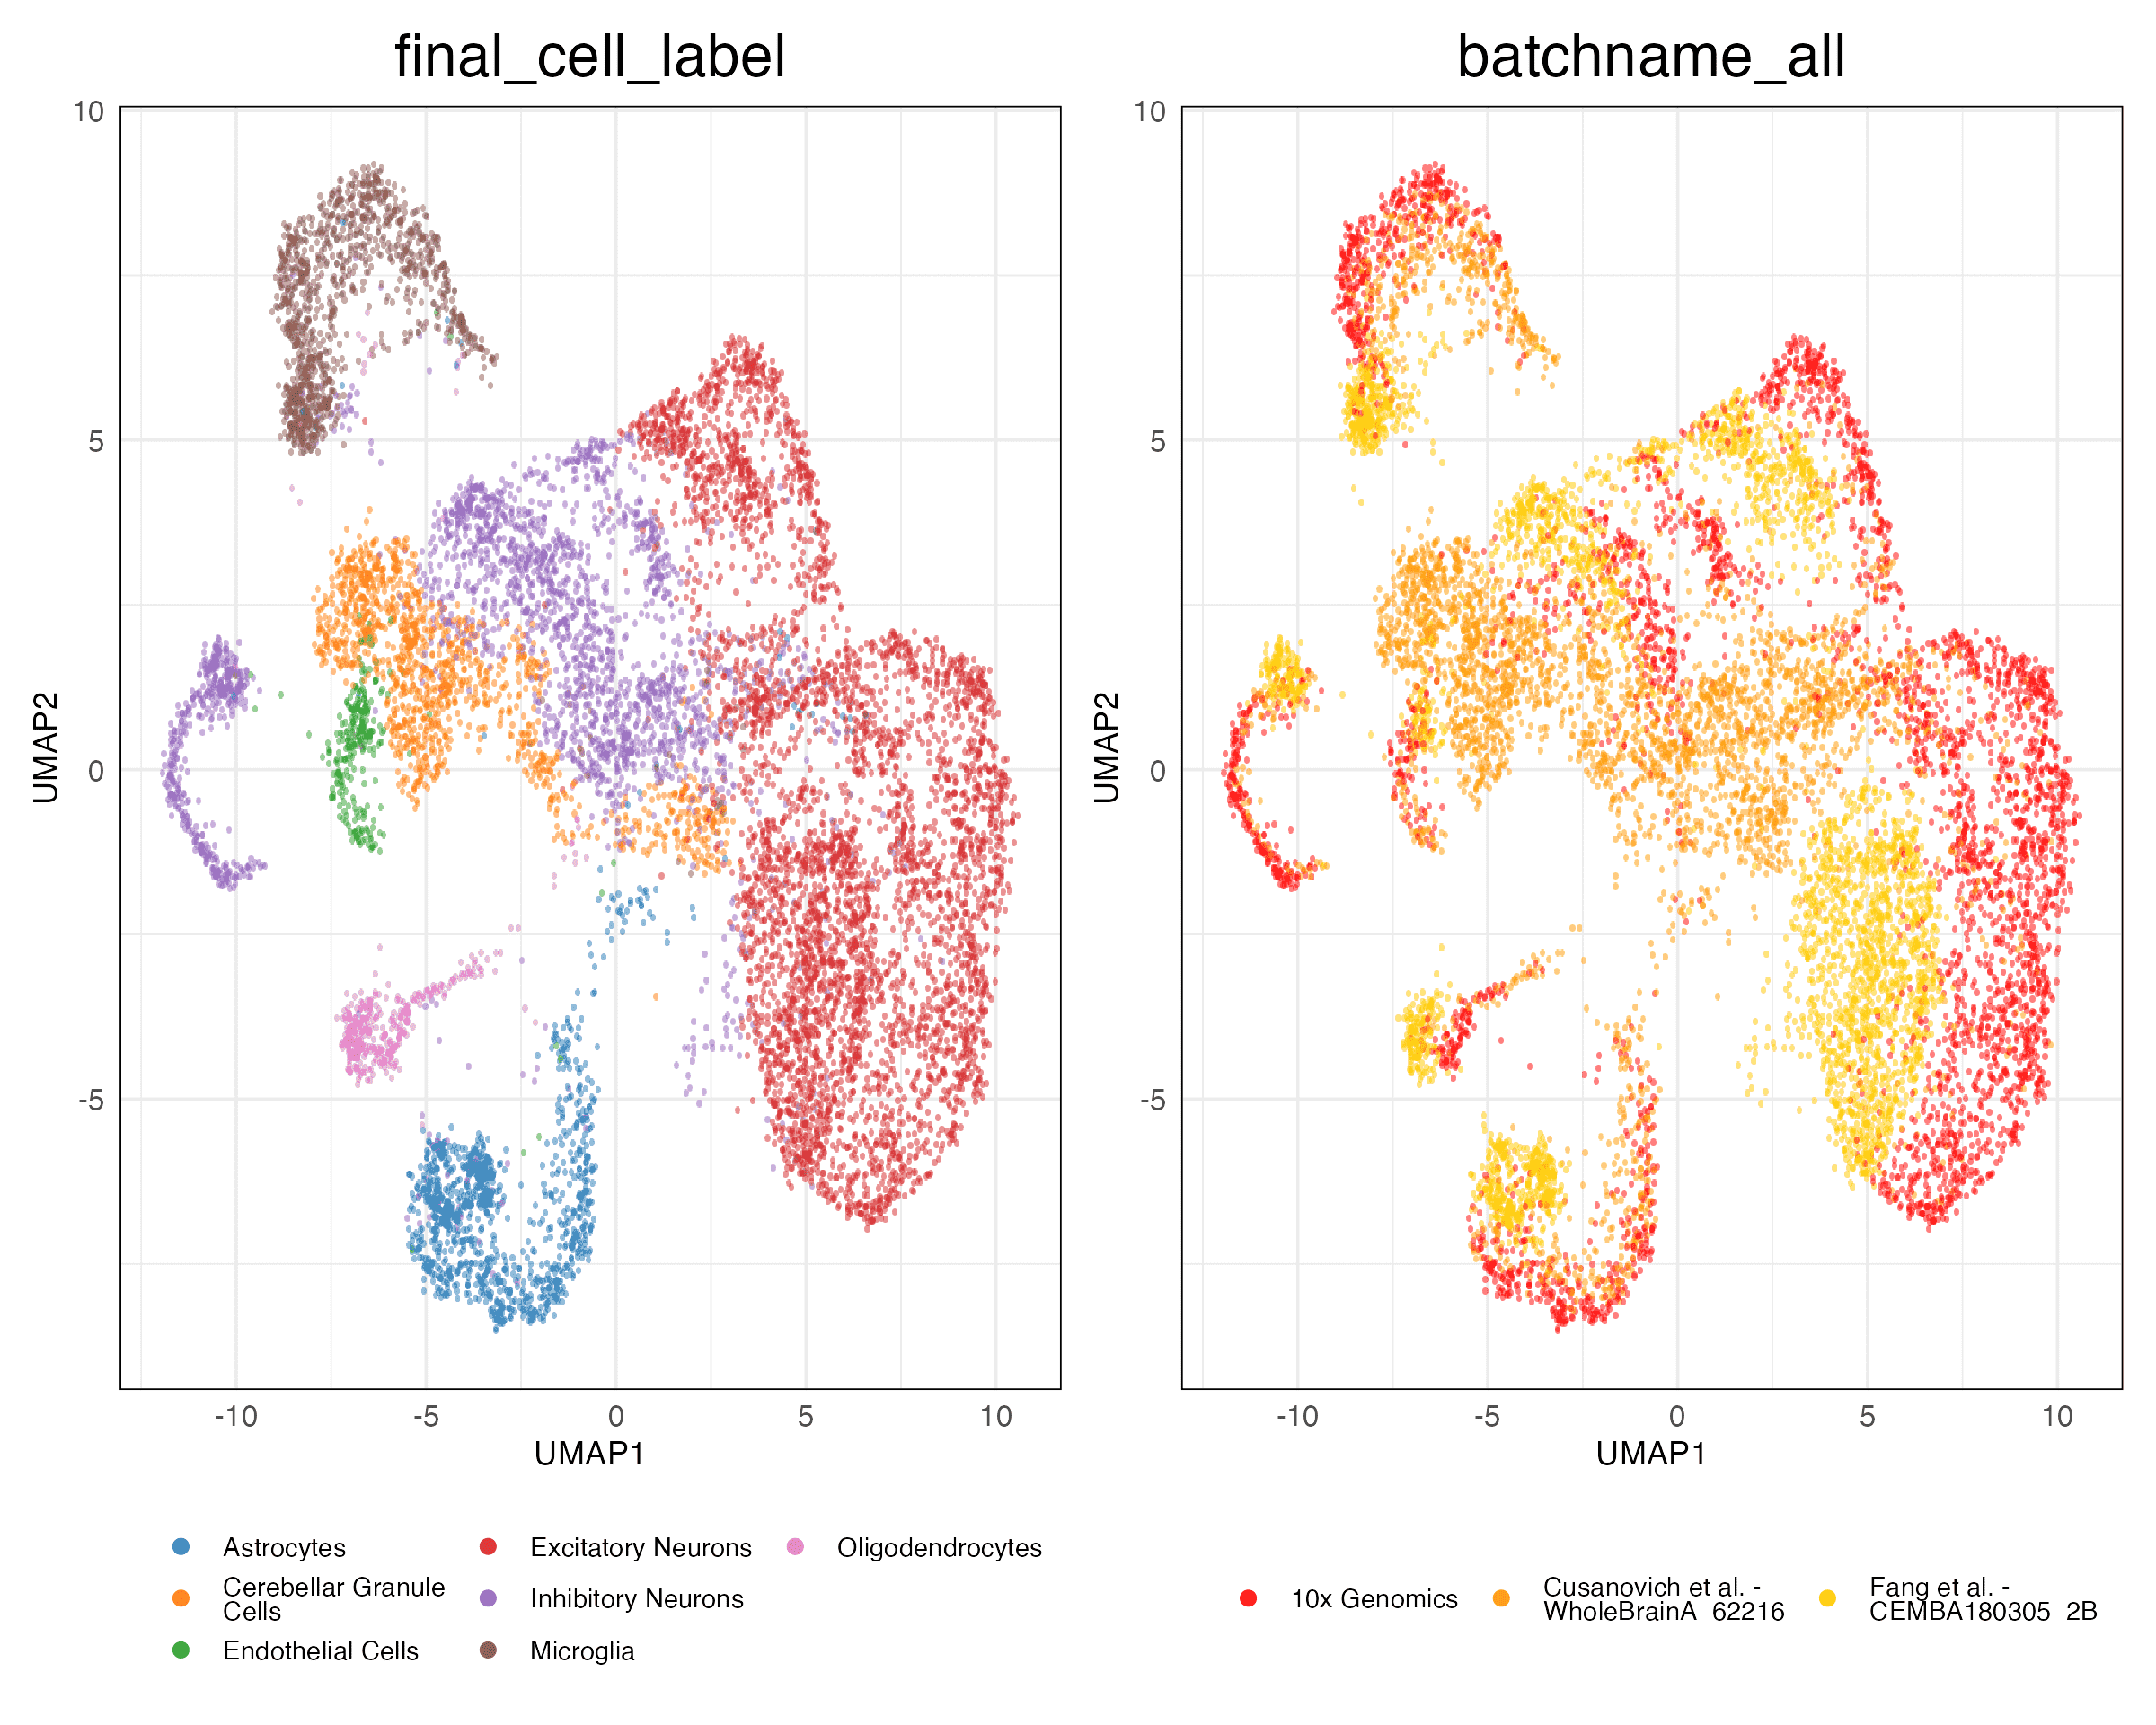 final_cell_label
batchname_all
10
5
0
-5
UMAP2
-10
-5
0
5
10
UMAP1
10
5
0
-5
UMAP2
-10
-5
0
5
10
UMAP1
Astrocytes
Cerebellar Granule
Cells
Endothelial Cells
Excitatory Neurons
Inhibitory Neurons
Microglia
Oligodendrocytes
10x Genomics
Cusanovich et al. -
WholeBrainA_62216
Fang et al. -
CEMBA180305_2B